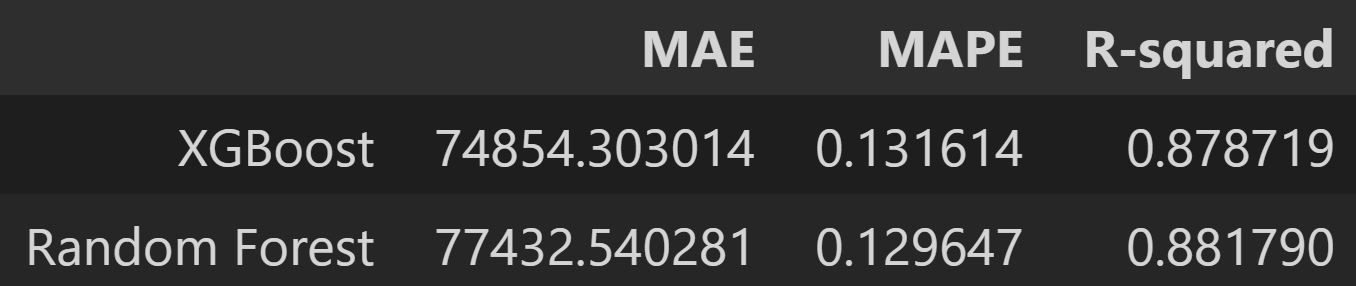 MAE MAPE R-squared
XGBoost 74854.303014 0.131614 0.878719
Random Forest 77432.540281 0.129647 0.881790